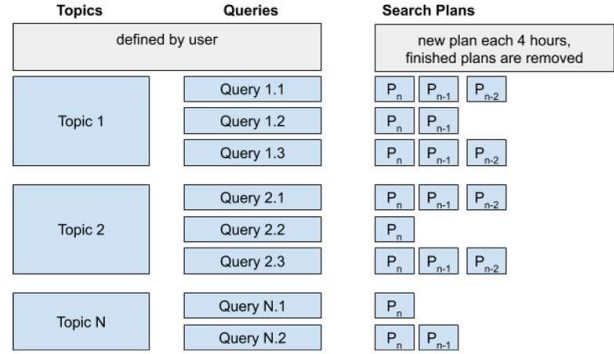 Topics Queries Search Plans
defined by user
new plan each 4 hours,
finished plans are removed
Topic 1
Query 1.1 Pn Pn-1 Pn-2
Query 1.2 Pn Pn-1
Query 1.3 Pn Pn-1 Pn-2
Topic 2
Query 2.1 Pn Pn-1 Pn-2
Query 2.2 Pn
Query 2.3 Pn Pn-1 Pn-2
Topic N
Query N.1 Pn
Query N.2 Pn Pn-1